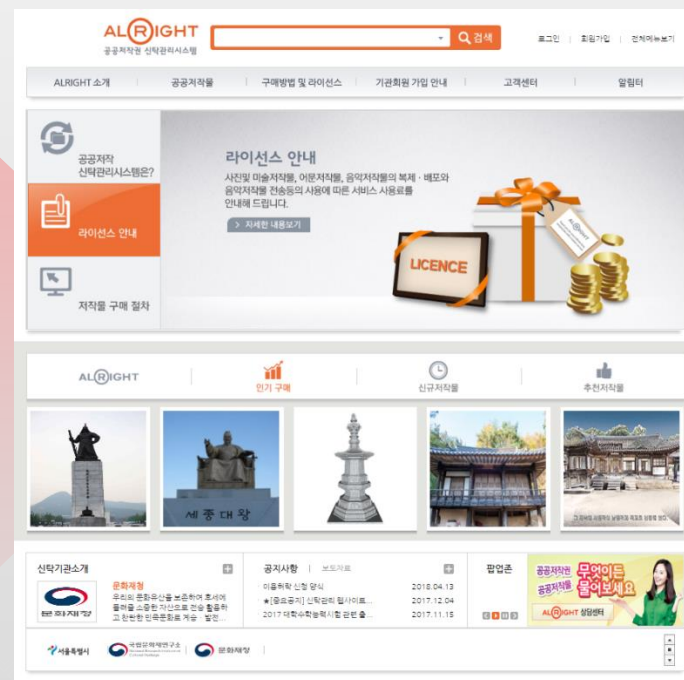 ALRIGHT
공공저작권 신탁관리시스템
검색
로그인 | 회원가입 | 전체메뉴보기
ALRIGHT 소개
공공저작물
구매방법 및 라이선스
기관회원 가입 안내
고객센터
알림터
공공저작
신탁관리시스템은?
라이선스 안내
저작물 구매 절차
라이선스 안내
사진및 미술저작물, 어문저작물, 음악저작물의 복제 · 배포와
음악저작물 전송등의 사용에 따른 서비스 사용료를
안내해 드립니다.
> 자세한 내용보기
LICENCE
ALRIGHT
ALRIGHT
인기 구매
신규저작물
추천저작물
세종대왕
신탁기관소개
문화재청
문화재청
우리의 문화유산을 보존하여 후세에
물려줄 소중한 자산으로 전승 활용하
고 찬란한 민족문화로 계승 · 발전...
공지사항 | 보도자료
이용위탁 신청 양식 2018.04.13
★[중요공지] 신탁관리 웹사이트... 2017.12.04
2017 대학수학능력시험 관련 출... 2017.11.15
팝업존
공공저작권
공공저작물
무엇이든
물어보세요
ALRIGHT 상담센터
서울특별시
국립문화재연구소
문화재청